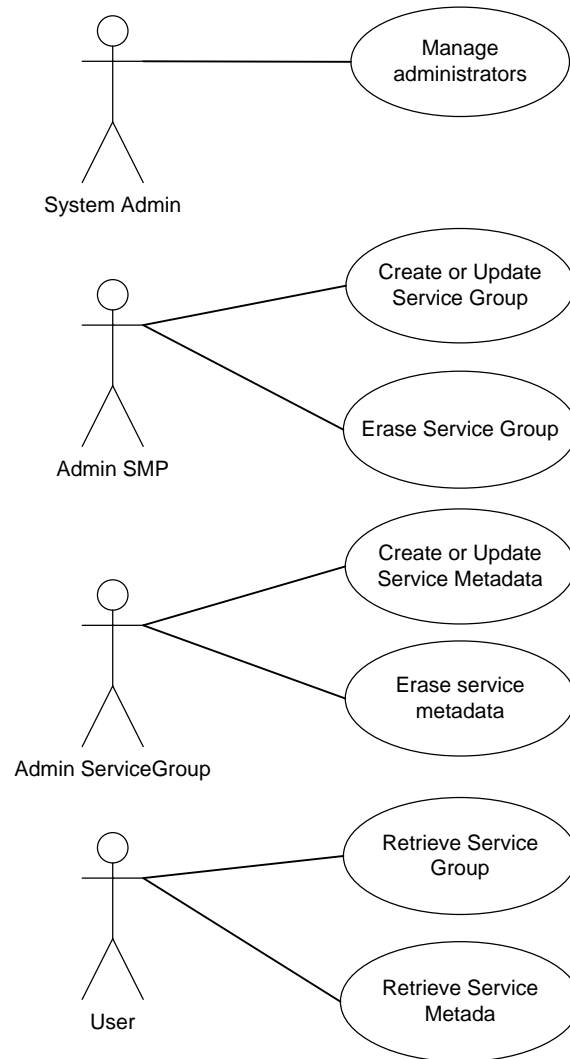 Manage
administrators
System Admin
Create or Update
Service Group
Erase Service Group
Admin SMP
Create or Update
Service Metadata
Erase service
metadata
Admin ServiceGroup
Retrieve Service
Group
Retrieve Service
Metada
User